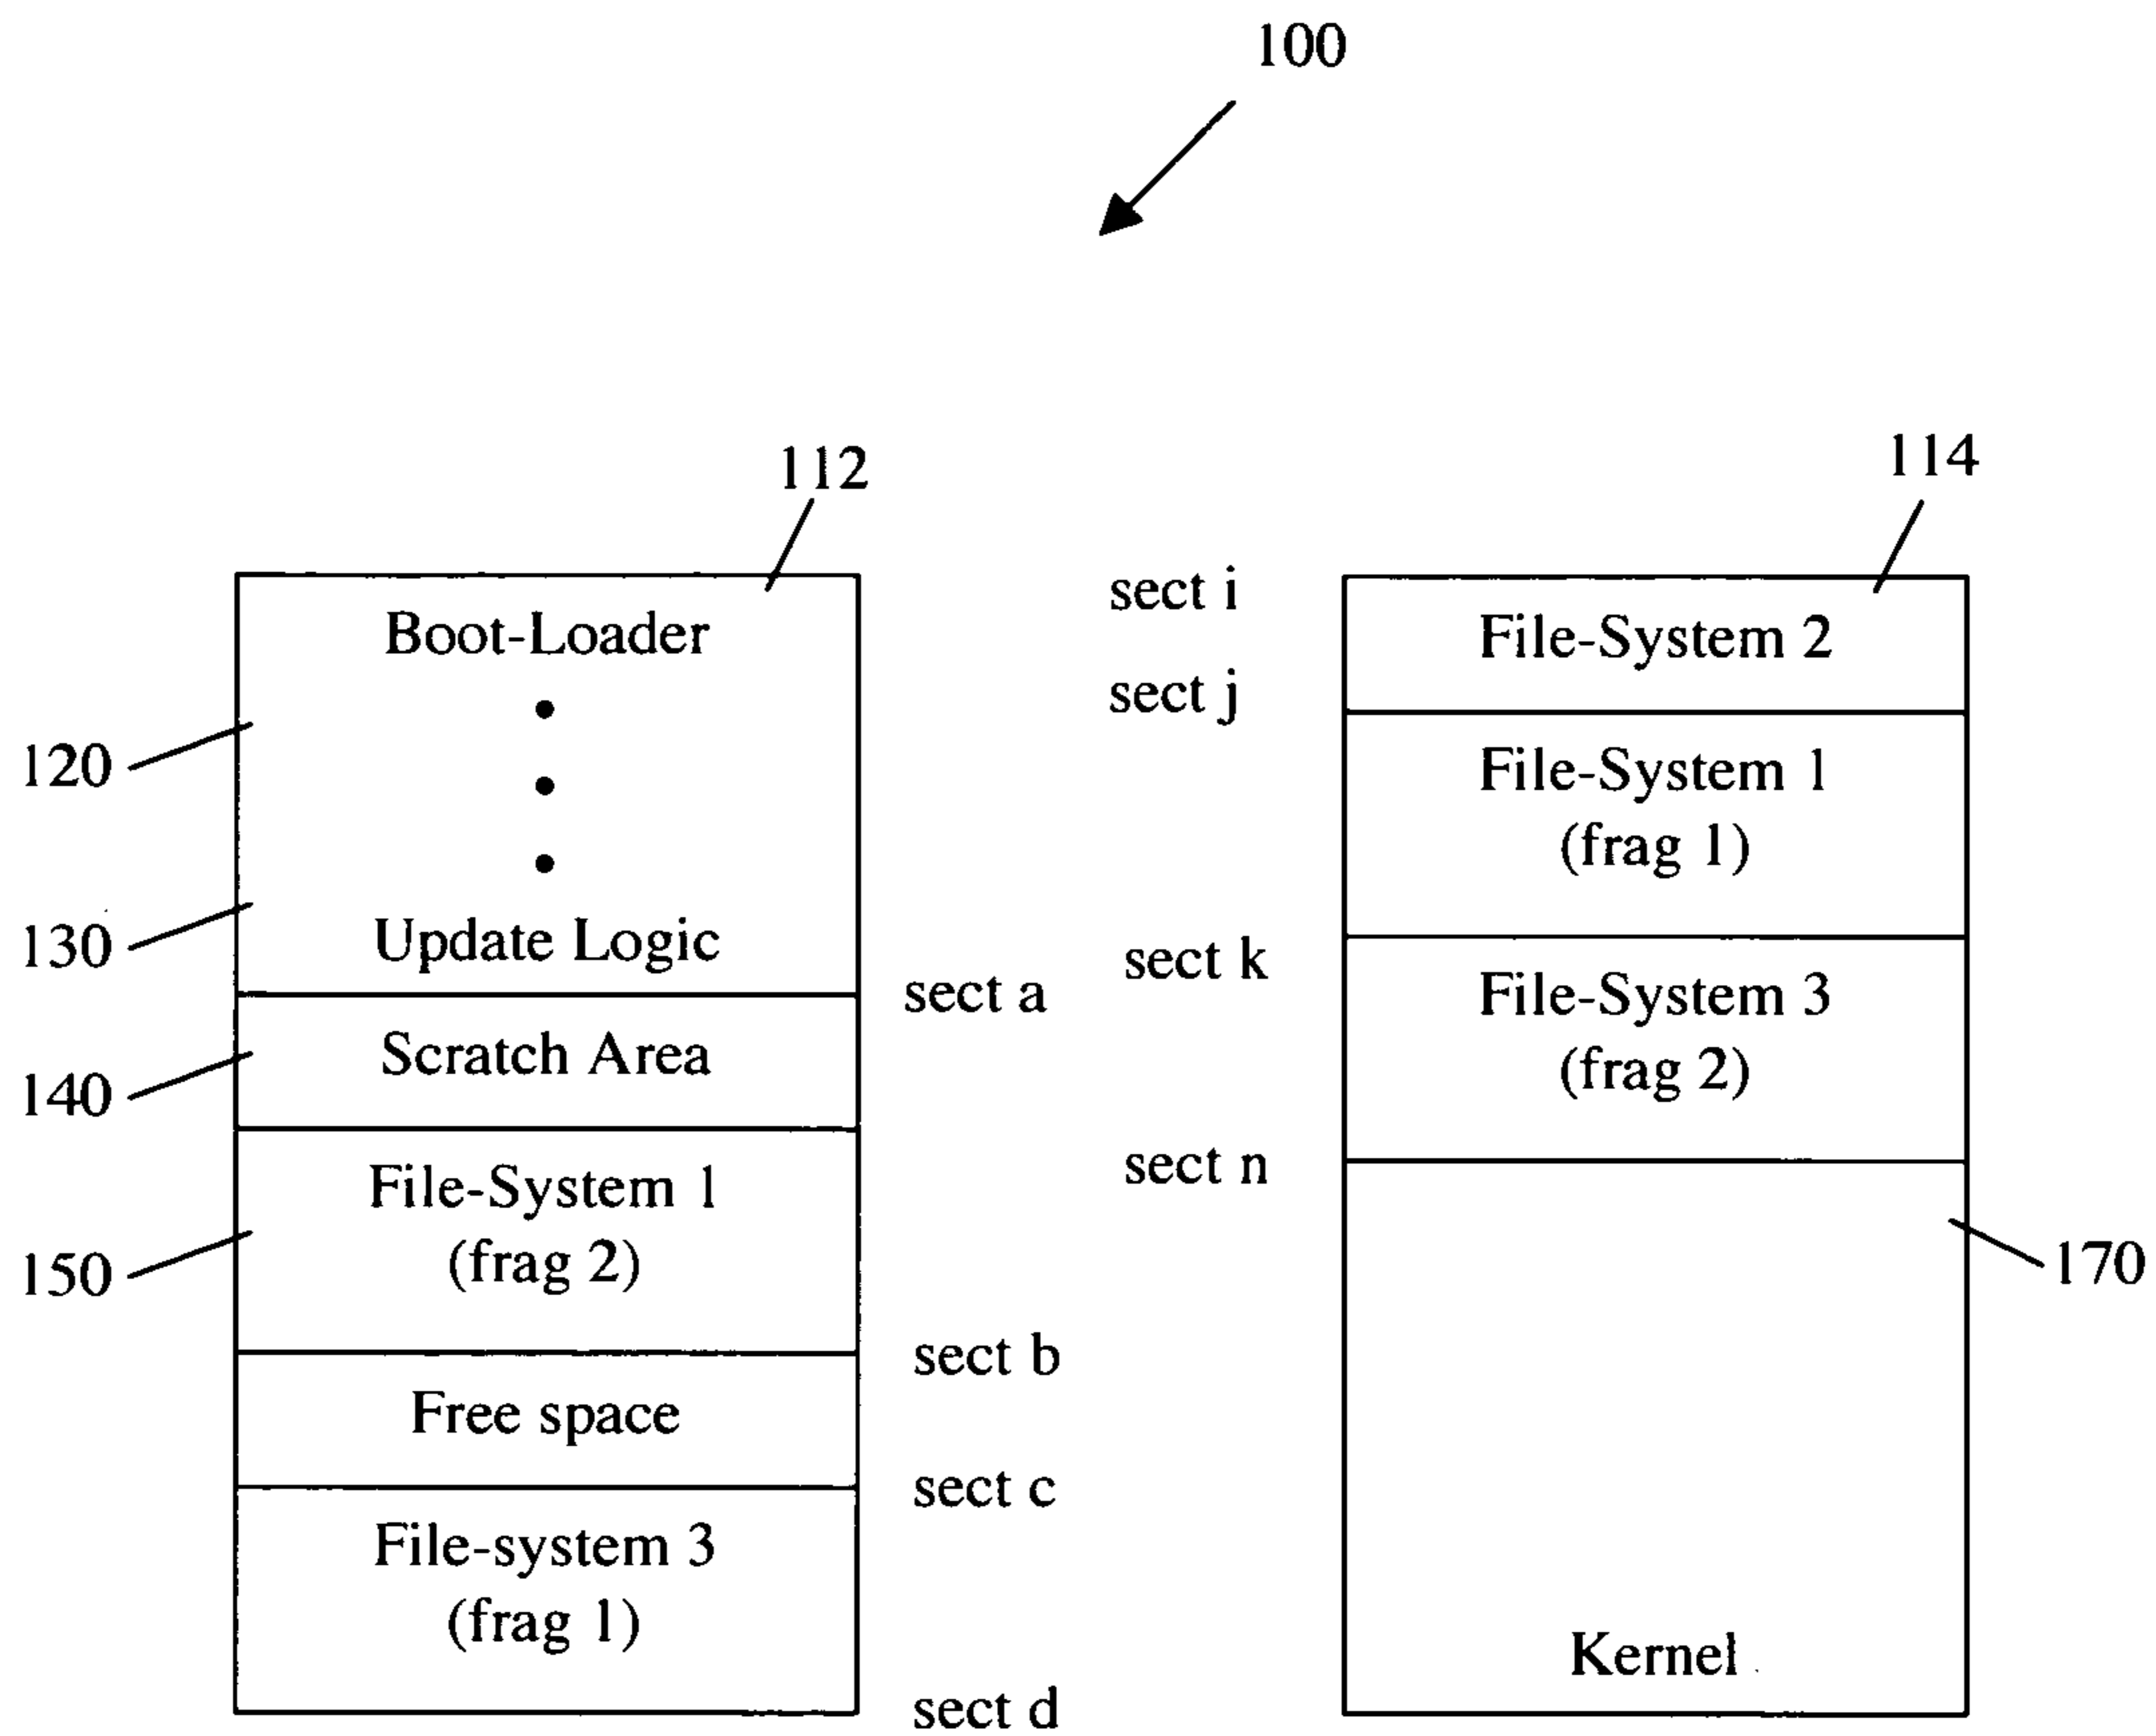 100
112
Boot-Loader
120
130
Update Logic
sect a
Scratch Area
140
File-System 1
(frag 2)
150
sect b
Free space
sect c
File-system 3
(frag 1)
sect d
114
sect i
File-System 2
sect j
File-System 1
(frag 1)
sect k
File-System 3
(frag 2)
sect n
170
Kernel